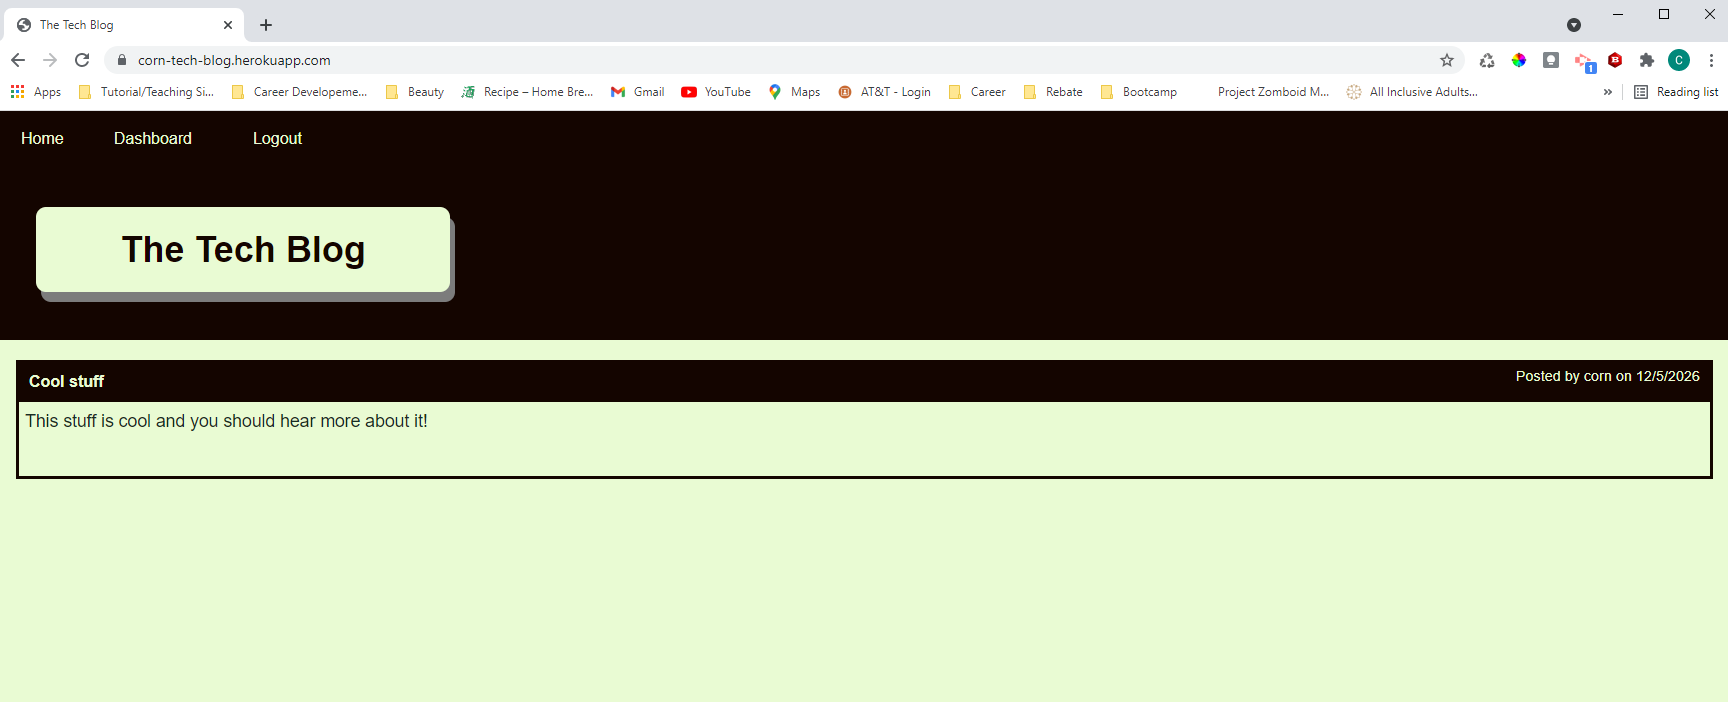 The Tech Blog
corn-tech-blog.herokuapp.com
1
C
Apps Tutorial/Teaching Si... Career Developeme... Beauty Recipe – Home Bre... Gmail YouTube Maps AT&T - Login Career Rebate Bootcamp Project Zomboid M... All Inclusive Adults... » Reading list
Home Dashboard Logout
The Tech Blog
Cool stuff Posted by corn on 12/5/2026
This stuff is cool and you should hear more about it!